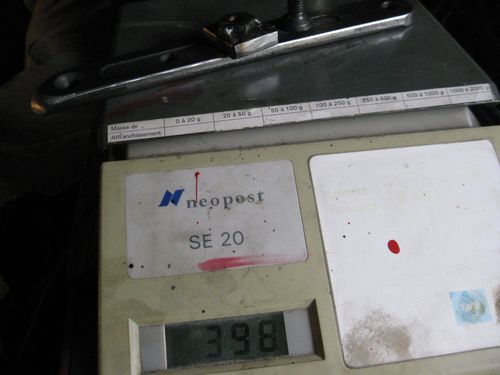 Masse de 0 à 20 g 20 à 50 g 50 à 100 g 100 à 250 g 250 à 500 g 500 à 1000 g 1000 à 2000
Affranchissement
neopost
SE 20
398